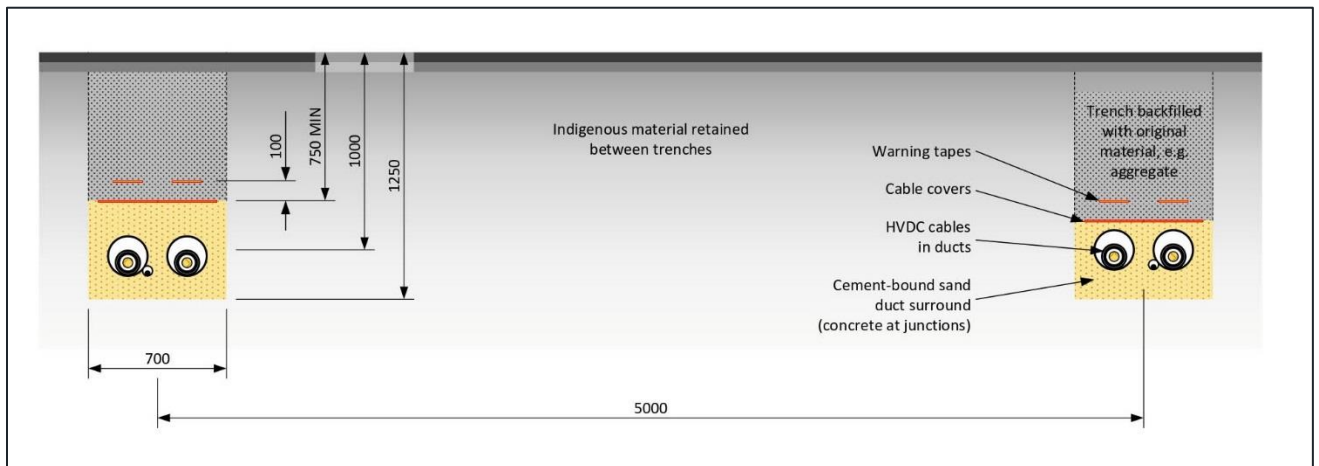 100
750 MIN
1000
1250
700
5000
Indigenous material retained
between trenches
Warning tapes
Cable covers
HVDC cables
in ducts
Cement-bound sand
duct surround
(concrete at junctions)
Trench backfilled
with original
material, e.g.
aggregate